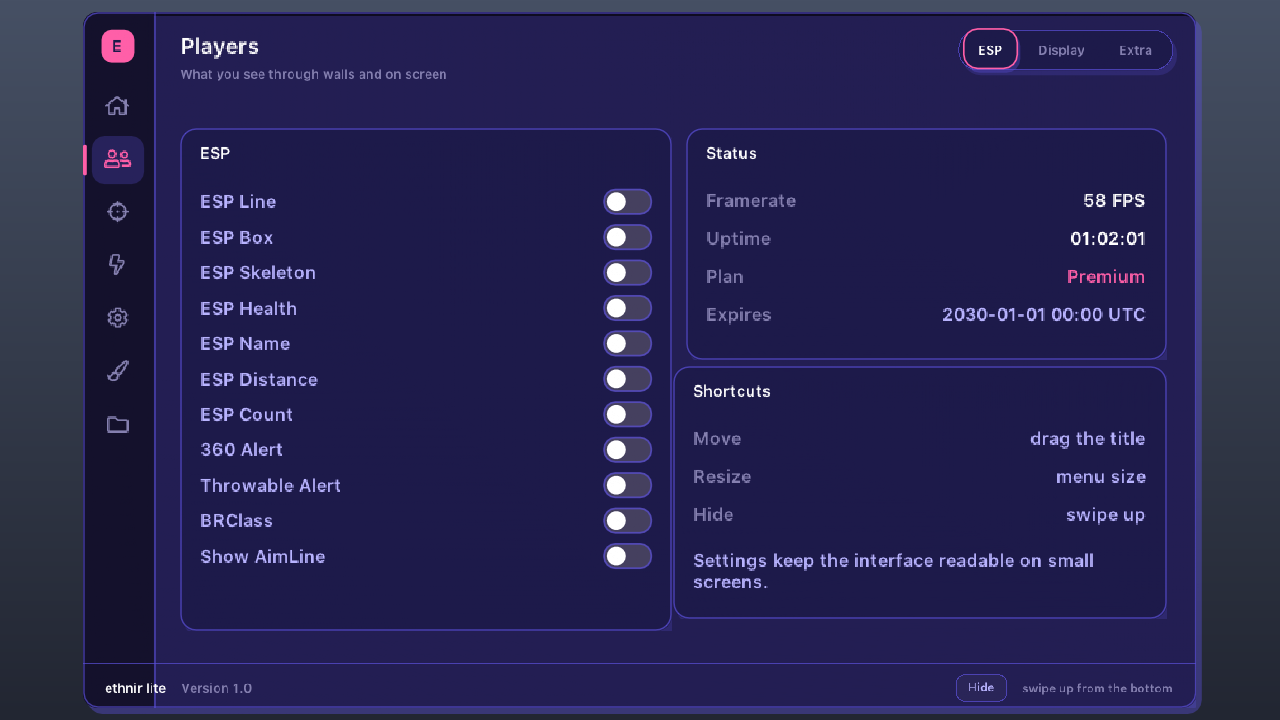 E
Players
What you see through walls and on screen
ESP
Display
Extra
ESP
ESP Line
ESP Box
ESP Skeleton
ESP Health
ESP Name
ESP Distance
ESP Count
360 Alert
Throwable Alert
BRClass
Show AimLine
Status
Framerate 58 FPS
Uptime 01:02:01
Plan Premium
Expires 2030-01-01 00:00 UTC
Shortcuts
Move drag the title
Resize menu size
Hide swipe up
Settings keep the interface readable on small
screens.
ethnir lite Version 1.0
Hide swipe up from the bottom